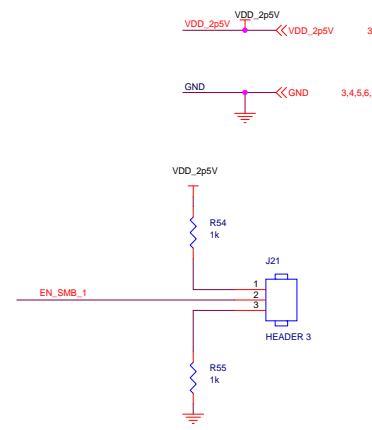 VDD_2p5V
VDD_2p5V
VDD_2p5V 3
GND
GND 3,4,5,6,
VDD_2p5V
R54
1k
J21
1
EN_SMB_1
2
3
HEADER 3
R55
1k